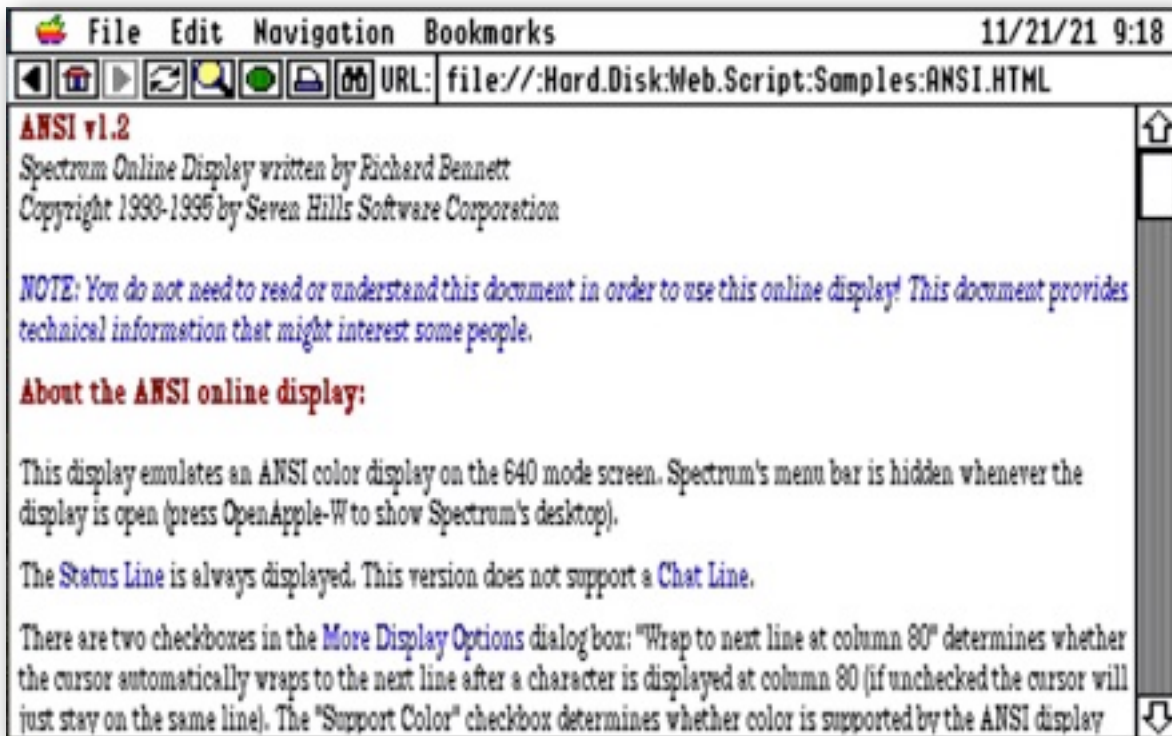 File Edit Navigation Bookmarks 11/21/21 9:18
URL: file://:Hard.Disk:Web.Script:Samples:ANSI.HTML
ANSI v1.2
Spectrum Online Display written by Richard Bennett
Copyright 1990-1995 by Seven Hills Software Corporation
NOTE: You do not need to read or understand this document in order to use this online display! This document provides
technical information that might interest some people.
About the ANSI online display:
This display emulates an ANSI color display on the 640 mode screen. Spectrum's menu bar is hidden whenever the
display is open (press OpenApple-W to show Spectrum's desktop).
The Status Line is always displayed. This version does not support a Chat Line.
There are two checkboxes in the More Display Options dialog box: "Wrap to next line at column 80" determines whether
the cursor automatically wraps to the next line after a character is displayed at column 80 (if unchecked the cursor will
just stay on the same line). The "Support Color" checkbox determines whether color is supported by the ANSI display